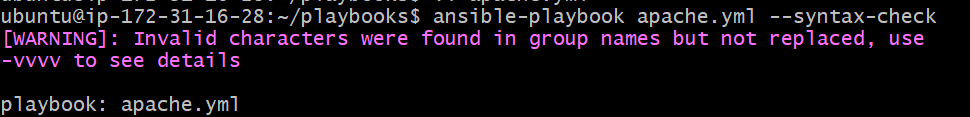 ubuntu@ip-172-31-16-28:~/playbooks$ ansible-playbook apache.yml --syntax-check
[WARNING]: Invalid characters were found in group names but not replaced, use
-vvvv to see details
playbook: apache.yml